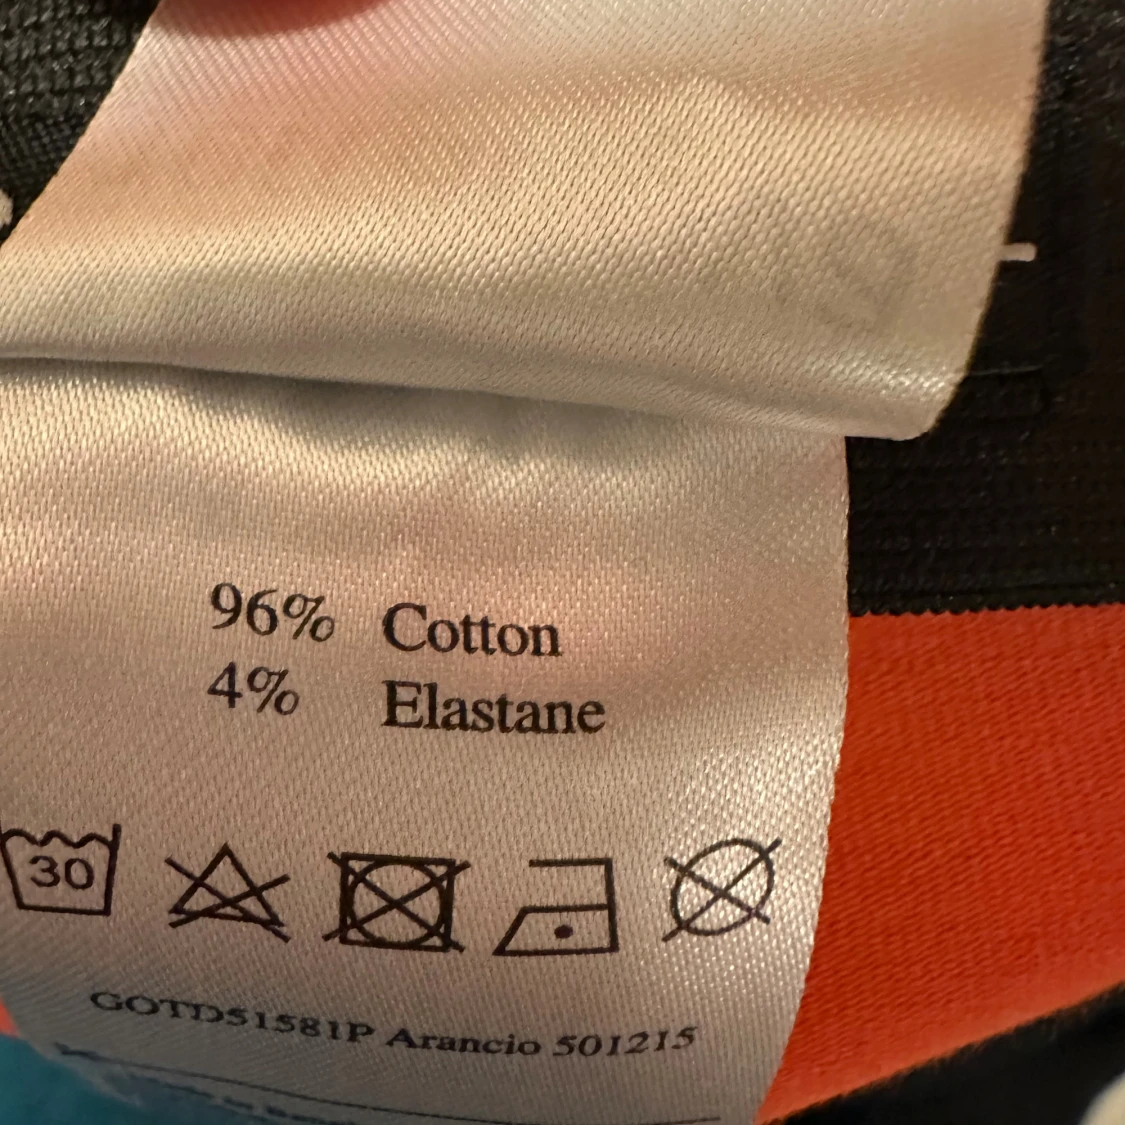 96% Cotton
4% Elastane
30
GOTD51581P Arancio 501215